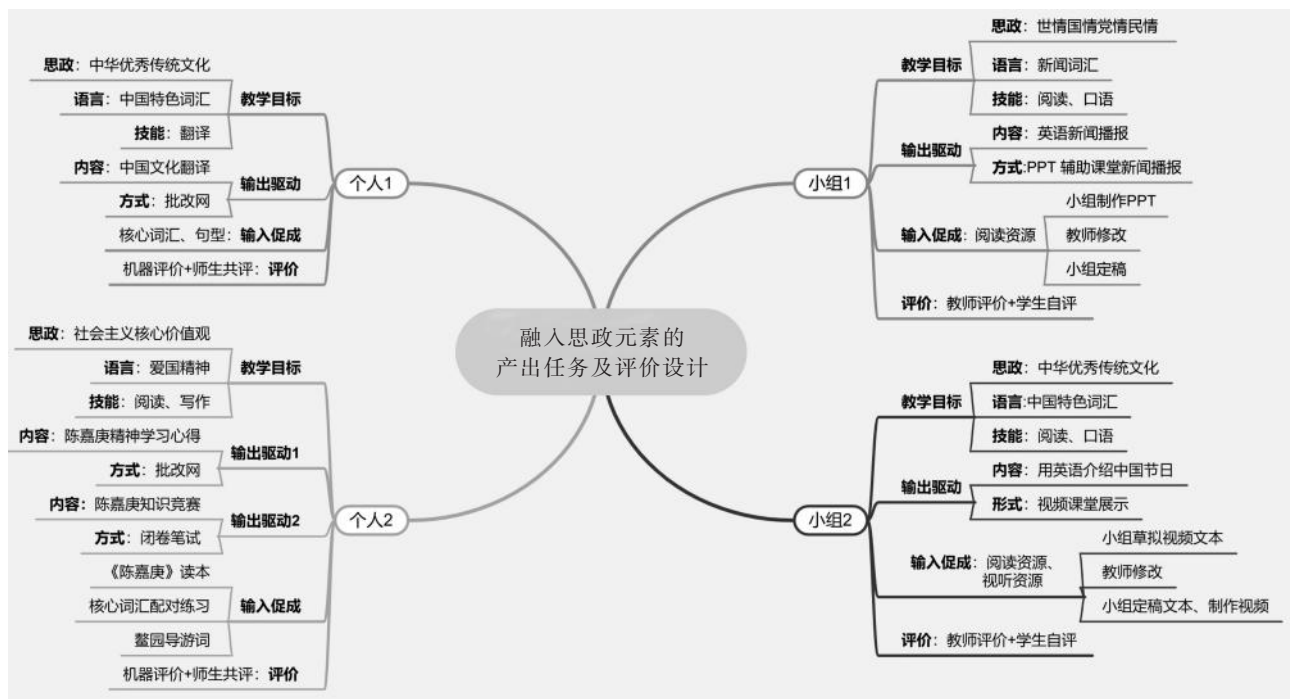 融入思政元素的
产出任务及评价设计
个人1
教学目标
思政：中华优秀传统文化
语言：中国特色词汇
技能：翻译
输出驱动
内容：中国文化翻译
方式：批改网
核心词汇、句型：输入促成
机器评价+师生共评：评价
个人2
教学目标
思政：社会主义核心价值观
语言：爱国精神
技能：阅读、写作
输出驱动1
内容：陈嘉庚精神学习心得
方式：批改网
输出驱动2
内容：陈嘉庚知识竞赛
方式：闭卷笔试
输入促成
《陈嘉庚》读本
核心词汇配对练习
鳌园导游词
机器评价+师生共评：评价
小组1
教学目标
思政：世情国情党情民情
语言：新闻词汇
技能：阅读、口语
输出驱动
内容：英语新闻播报
方式:PPT 辅助课堂新闻播报
输入促成：阅读资源
小组制作PPT
教师修改
小组定稿
评价：教师评价+学生自评
小组2
教学目标
思政：中华优秀传统文化
语言:中国特色词汇
技能：阅读、口语
输出驱动
内容：用英语介绍中国节日
形式：视频课堂展示
输入促成：阅读资源、
视听资源
小组草拟视频文本
教师修改
小组定稿文本、制作视频
评价：教师评价+学生自评